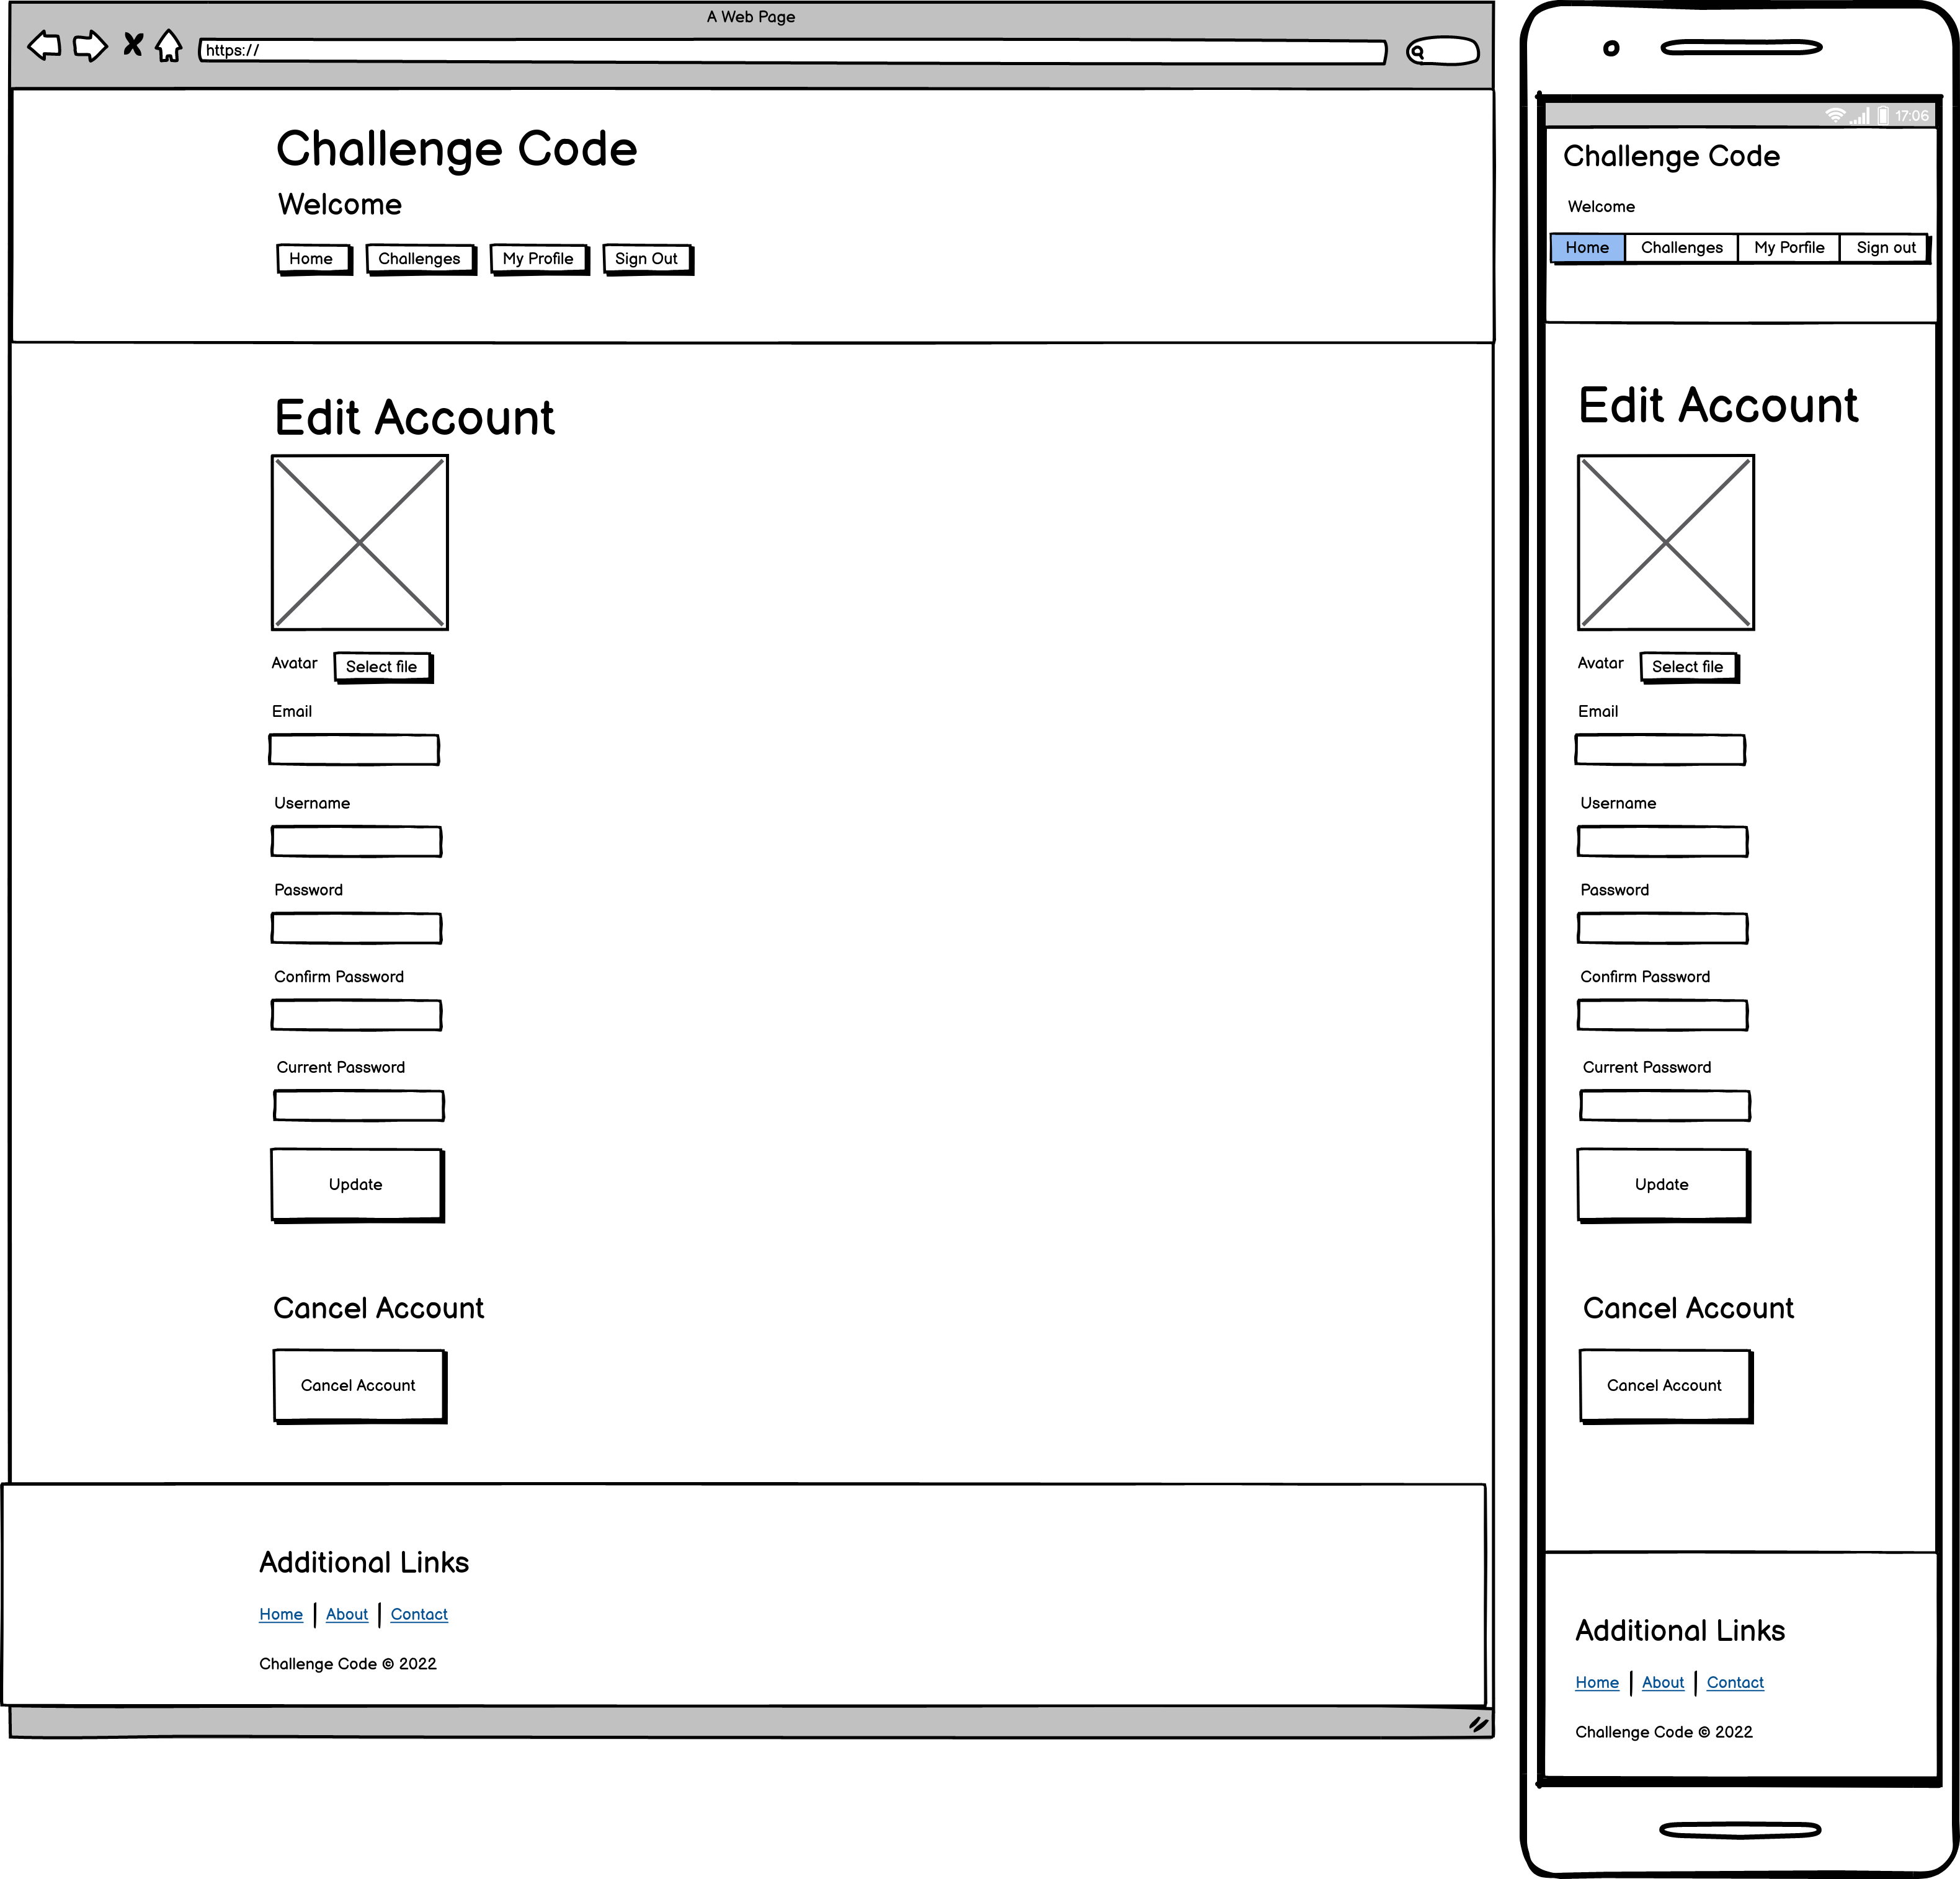 A Web Page
https://
Challenge Code
Welcome
Home Challenges My Profile Sign Out
Edit Account
Avatar Select file
Email
Username
Password
Confirm Password
Current Password
Update
Cancel Account
Cancel Account
Additional Links
Home | About | Contact
Challenge Code © 2022
17:06
Challenge Code
Welcome
Home Challenges My Porfile Sign out
Edit Account
Avatar Select file
Email
Username
Password
Confirm Password
Current Password
Update
Cancel Account
Cancel Account
Additional Links
Home | About | Contact
Challenge Code © 2022